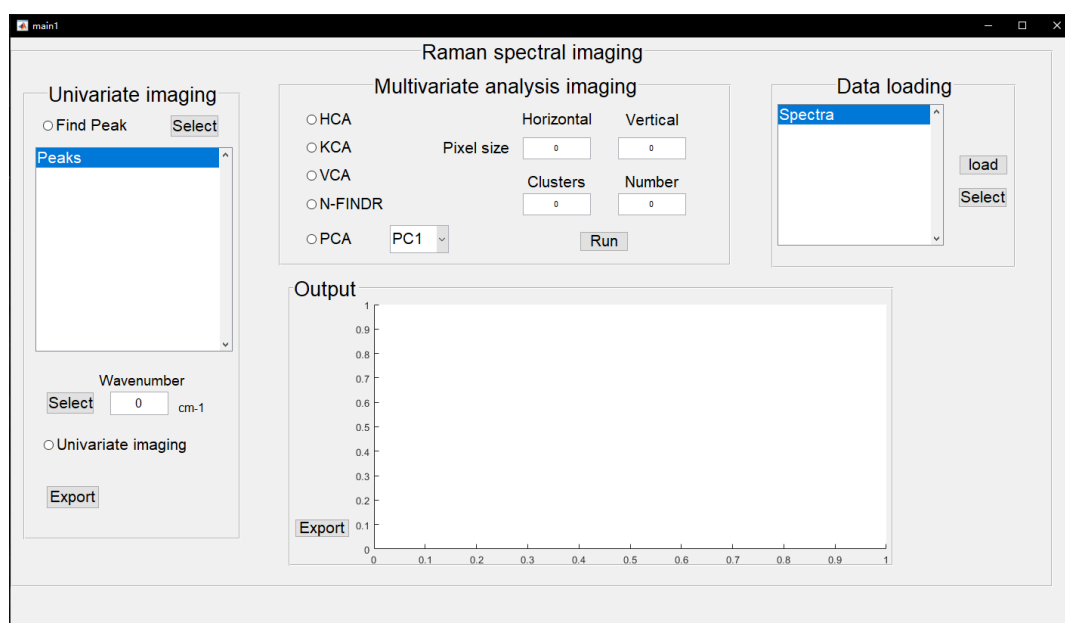 main1
Raman spectral imaging
Univariate imaging
Find Peak
Select
Peaks
Wavenumber
Select
0
cm-1
Univariate imaging
Export
Multivariate analysis imaging
HCA
KCA
VCA
N-FINDR
PCA
PC1
Horizontal
Vertical
Pixel size
0
0
Clusters
Number
0
0
Run
Data loading
Spectra
load
Select
Output
1
0.9
0.8
0.7
0.6
0.5
0.4
0.3
0.2
0.1
0
Export
0 0.1 0.2 0.3 0.4 0.5 0.6 0.7 0.8 0.9 1